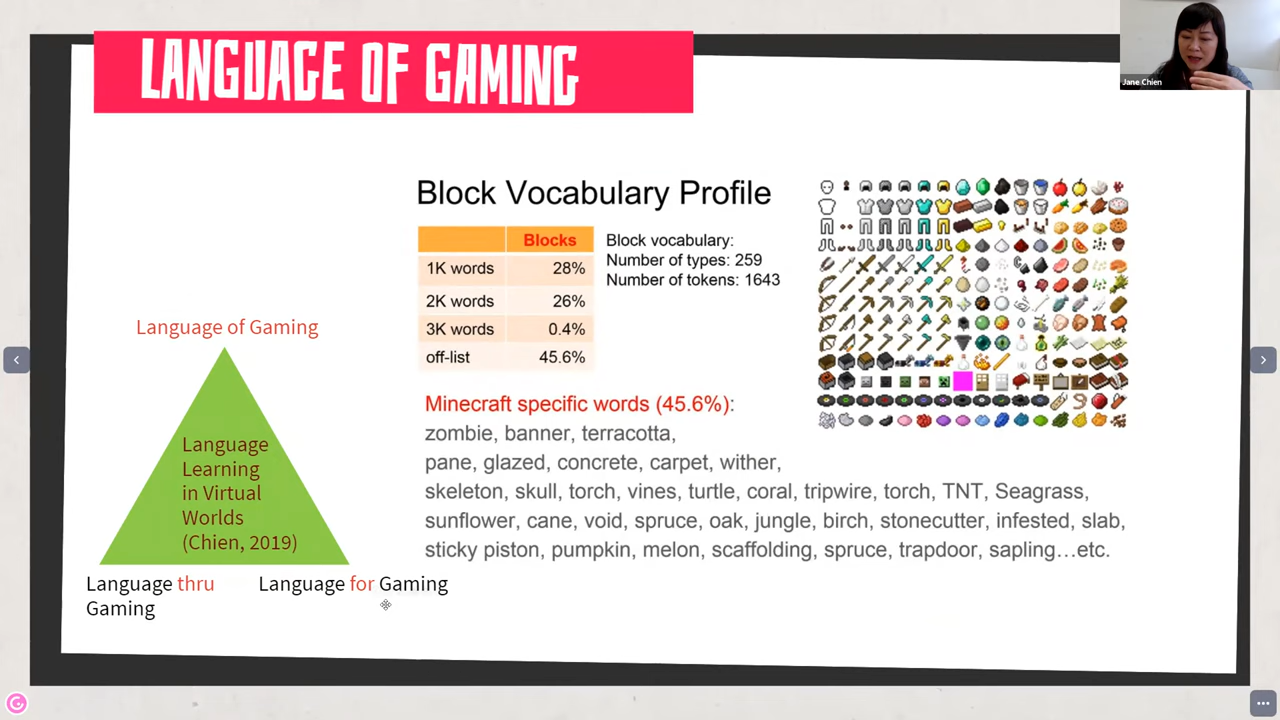 LANGUAGE OF GAMING
Jane Chien
Block Vocabulary Profile
Blocks
1K words 28%
2K words 26%
3K words 0.4%
off-list 45.6%
Block vocabulary:
Number of types: 259
Number of tokens: 1643
Language of Gaming
Language
Learning
in Virtual
Worlds
(Chien, 2019)
Language thru
Gaming
Language for Gaming
Minecraft specific words (45.6%):
zombie, banner, terracotta,
pane, glazed, concrete, carpet, wither,
skeleton, skull, torch, vines, turtle, coral, tripwire, torch, TNT, Seagrass,
sunflower, cane, void, spruce, oak, jungle, birch, stonecutter, infested, slab,
sticky piston, pumpkin, melon, scaffolding, spruce, trapdoor, sapling…etc.